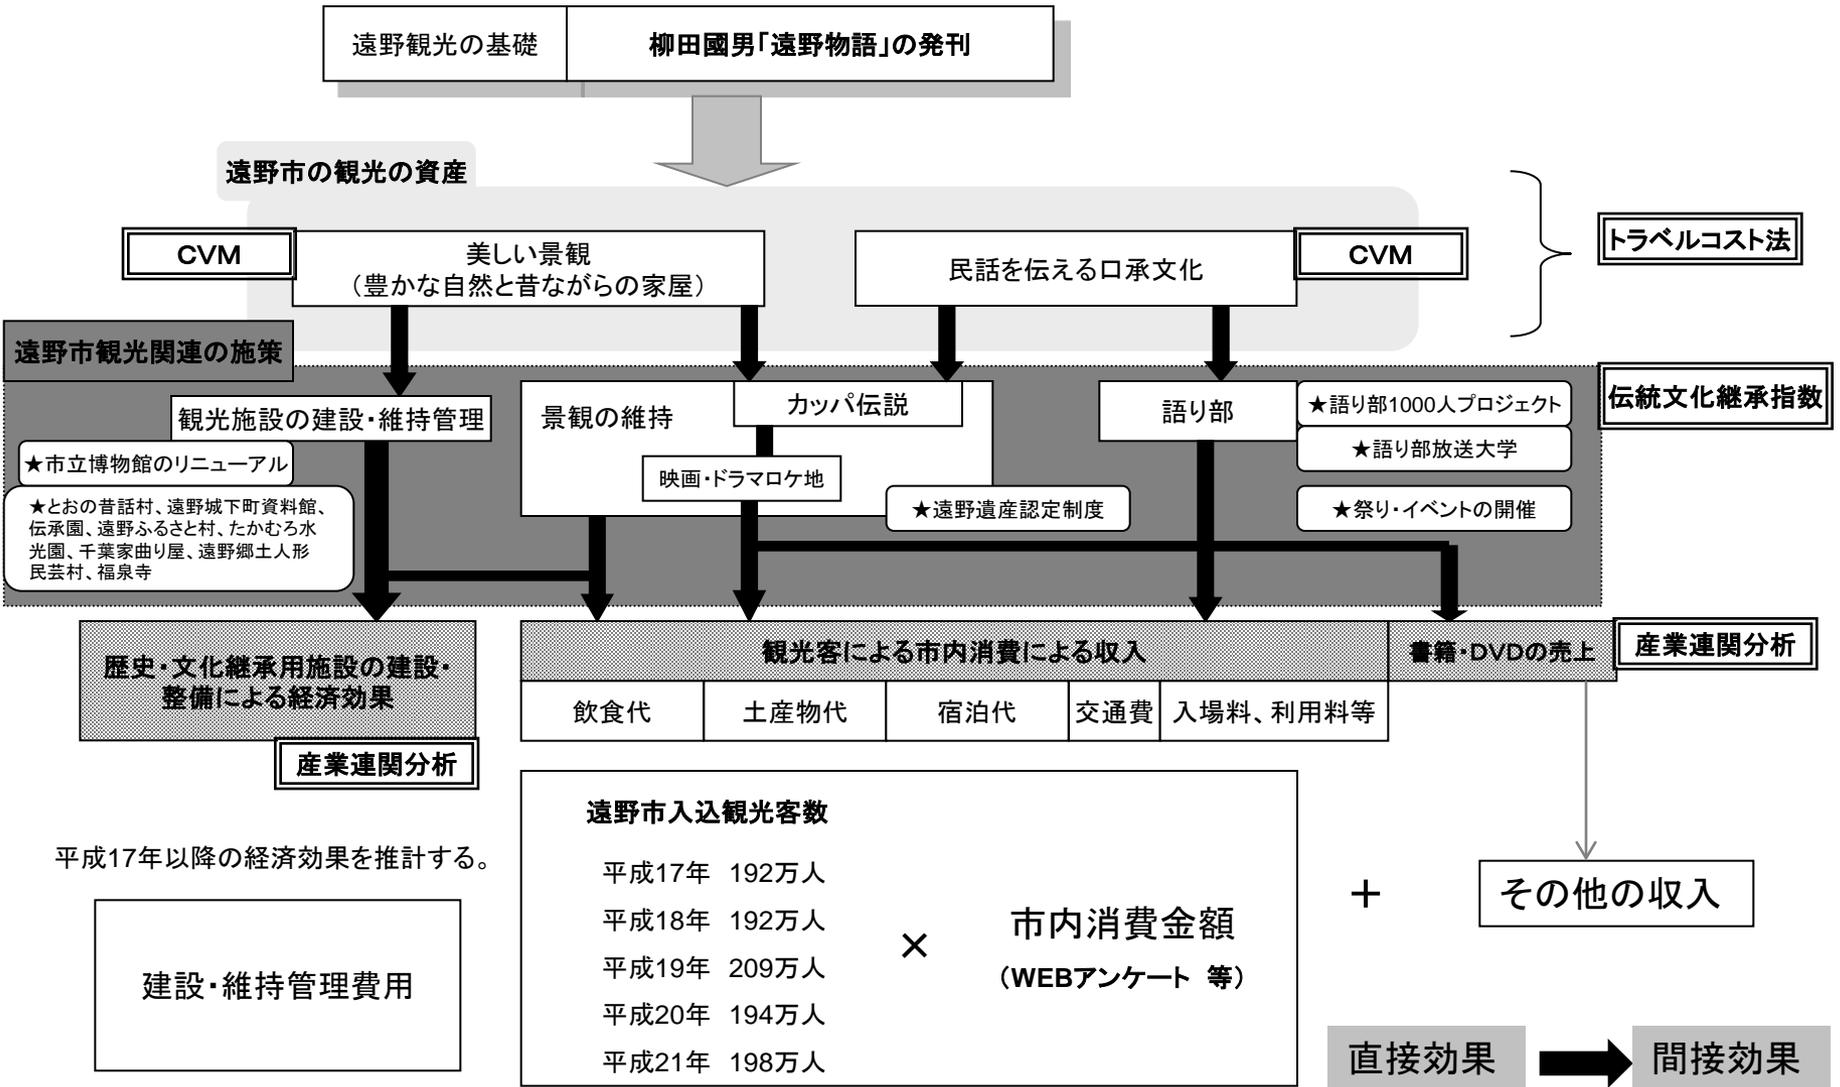 遠野観光の基礎
柳田國男「遠野物語」の発刊
遠野市の観光の資産
CVM
美しい景観
（豊かな自然と昔ながらの家屋）
民話を伝える口承文化
CVM
トラベルコスト法
遠野市観光関連の施策
伝統文化継承指数
観光施設の建設・維持管理
景観の維持
カッパ伝説
語り部
★語り部1000人プロジェクト
★語り部放送大学
★市立博物館のリニューアル
映画・ドラマロケ地
★とおの昔話村、遠野城下町資料館、
伝承園、遠野ふるさと村、たかむろ水
光園、千葉家曲り屋、遠野郷土人形
民芸村、福泉寺
★遠野遺産認定制度
★祭り・イベントの開催
歴史・文化継承用施設の建設・
整備による経済効果
産業連関分析
観光客による市内消費による収入
書籍・DVDの売上
産業連関分析
飲食代
土産物代
宿泊代
交通費
入場料、利用料等
平成17年以降の経済効果を推計する。
建設・維持管理費用
遠野市入込観光客数
平成17年 192万人
平成18年 192万人
平成19年 209万人
平成20年 194万人
平成21年 198万人
×
市内消費金額
（WEBアンケート 等）
＋
その他の収入
直接効果
間接効果